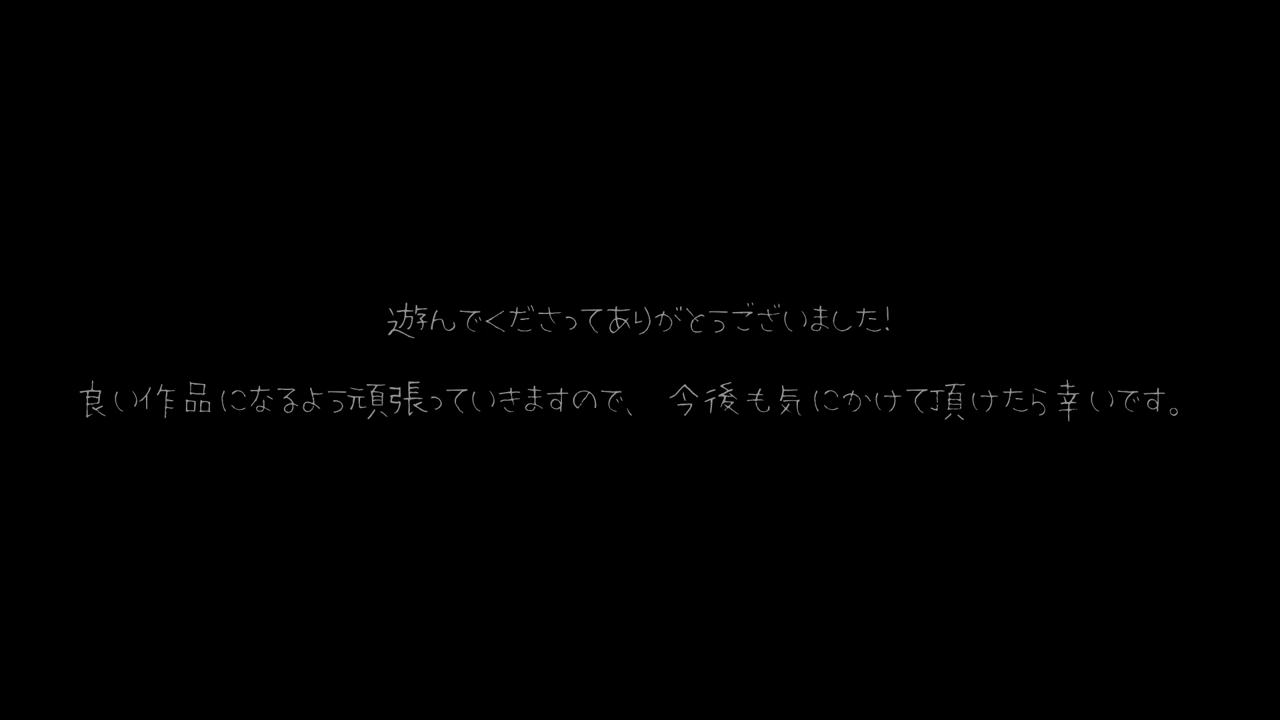 遊んでくださってありがとうございました!
良い作品になるよう頑張っていきますので、 今後も気にかけて頂けたら幸いです。